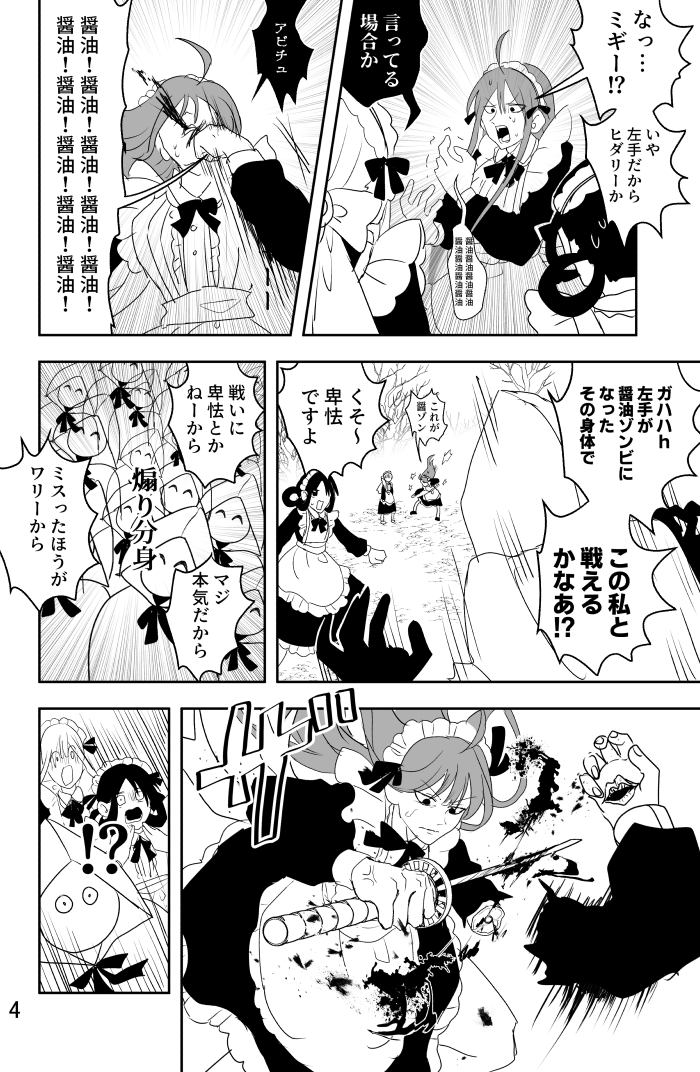 なっ…
ミギー!?
いや
左手だから
ヒダリーか
醤油醤油醤油
醤油醤油醤油
言ってる
場合か
アビチュ
醤油！醤油！醤油！醤油！醤油！
醤油！醤油！醤油！醤油！醤油！
ガハハh
左手が
醤油ゾンビに
なった
その身体で
この私と
戦える
かなあ!?
これが
醤ゾン
くそ〜
卑怯
ですよ
戦いに
卑怯とか
ねーから
煽り分身
マジ
本気だから
ミスったほうが
ワリーから
!?
4